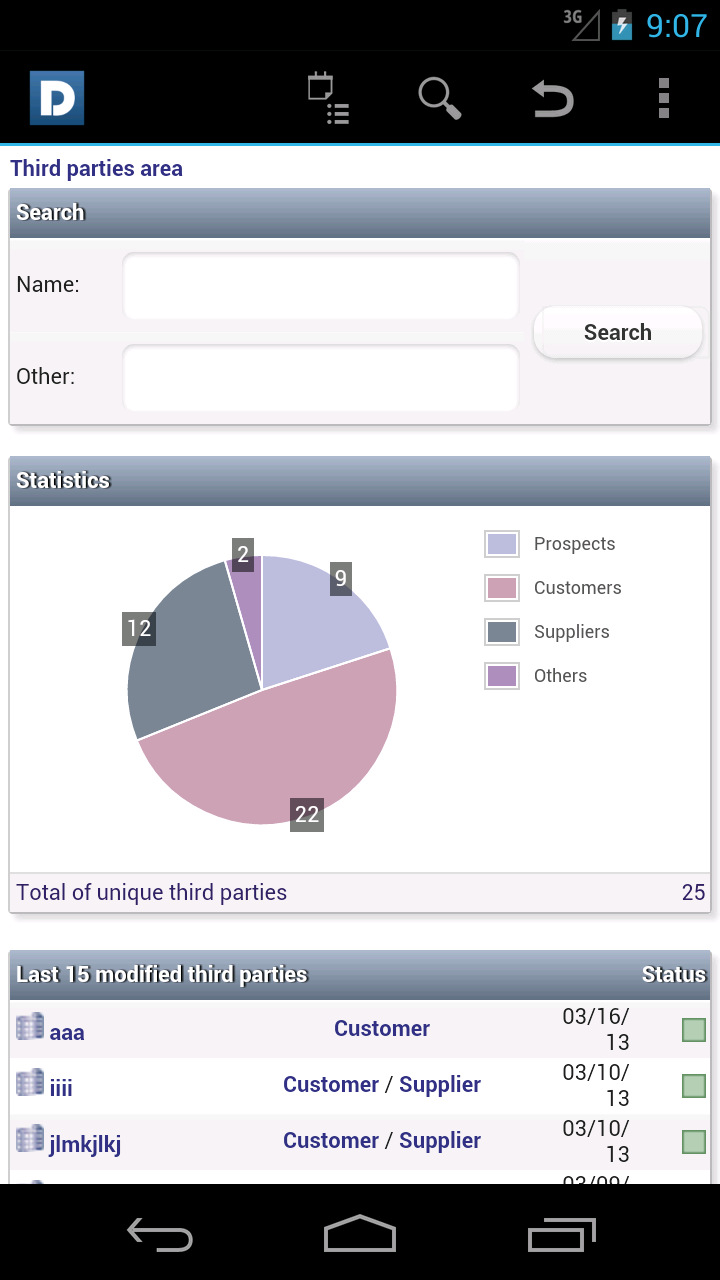 3G 9:07
D
Third parties area
Search
Name:
Search
Other:
Statistics
2
9
12
22
Prospects
Customers
Suppliers
Others
Total of unique third parties 25
Last 15 modified third parties Status
aaa Customer 03/16/
13
iiii Customer / Supplier 03/10/
13
jlmkjlkj Customer / Supplier 03/10/
13
03/09/